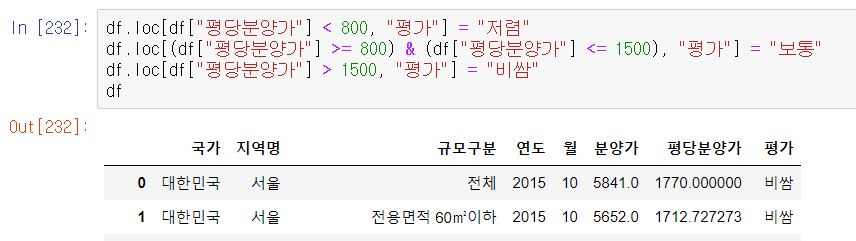 In [232]: df.loc[df["평당분양가"] < 800, "평가"] = "저렴"
df.loc[(df["평당분양가"] >= 800) & (df["평당분양가"] <= 1500), "평가"] = "보통"
df.loc[df["평당분양가"] > 1500, "평가"] = "비쌈"
df
Out[232]:
국가 지역명 규모구분 연도 월 분양가 평당분양가 평가
0 대한민국 서울 전체 2015 10 5841.0 1770.000000 비쌈
1 대한민국 서울 전용면적 60㎡이하 2015 10 5652.0 1712.727273 비쌈